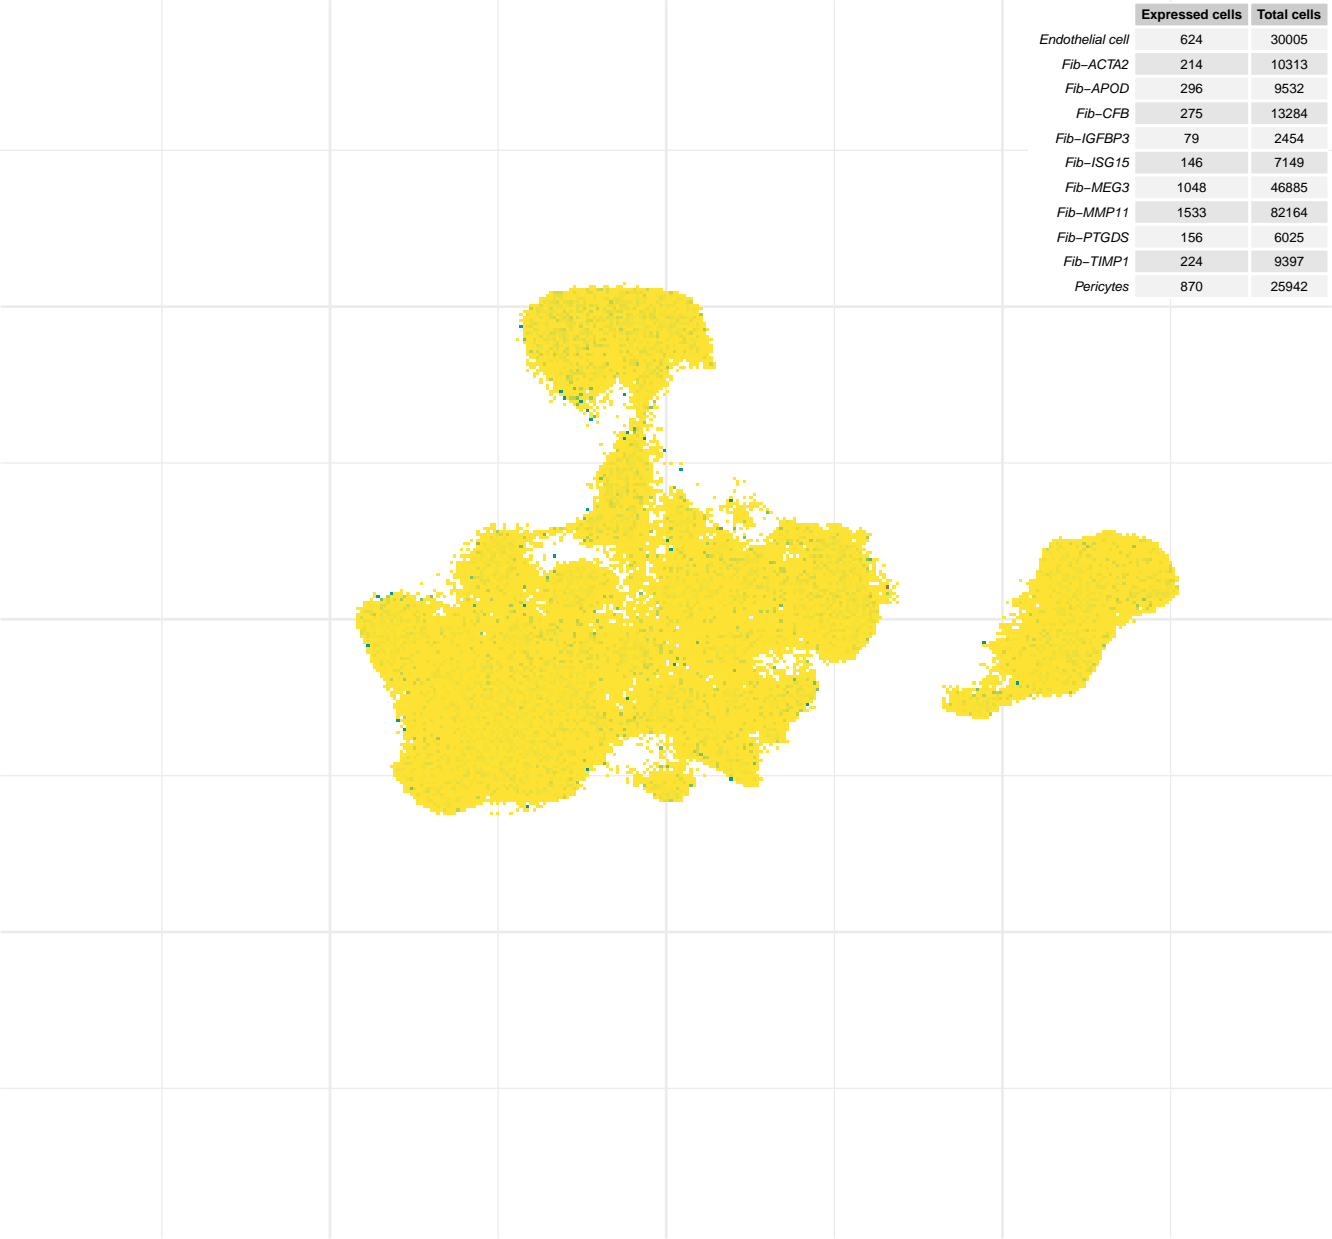 Expressed cells Total cells
Endothelial cell 624 30005
Fib−ACTA2 214 10313
Fib−APOD 296 9532
Fib−CFB 275 13284
Fib−IGFBP3 79 2454
Fib−ISG15 146 7149
Fib−MEG3 1048 46885
Fib−MMP11 1533 82164
Fib−PTGDS 156 6025
Fib−TIMP1 224 9397
Pericytes 870 25942